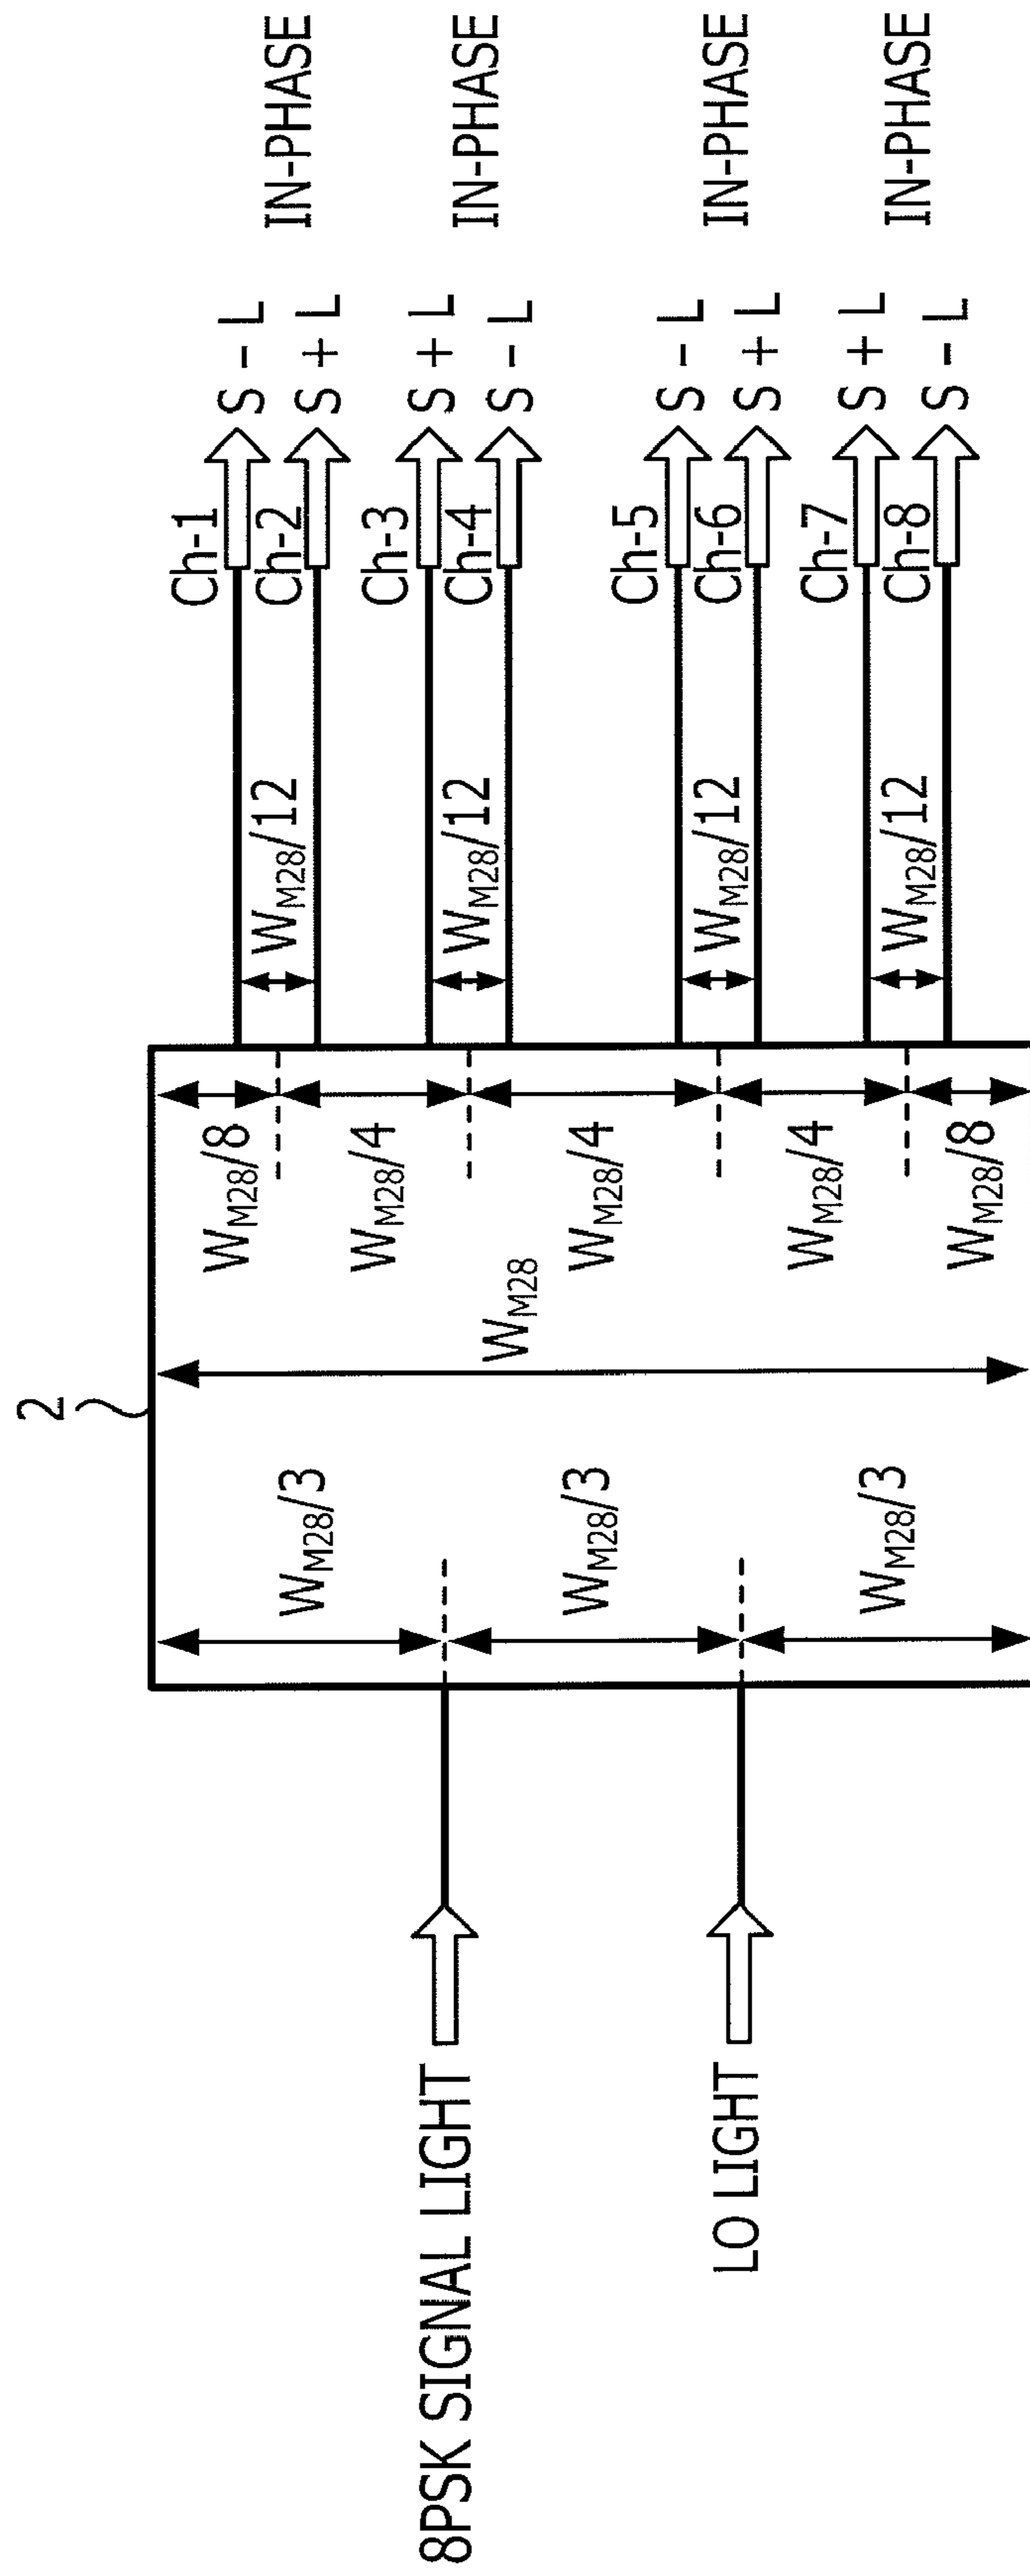 2
8PSK SIGNAL LIGHT
LO LIGHT
W_M28/3
W_M28/3
W_M28/3
W_M28
W_M28/8
W_M28/4
W_M28/4
W_M28/4
W_M28/8
W_M28/12
W_M28/12
W_M28/12
W_M28/12
Ch-1 S - L
Ch-2 S + L
IN-PHASE
Ch-3 S + L
Ch-4 S - L
IN-PHASE
Ch-5 S - L
Ch-6 S + L
IN-PHASE
Ch-7 S + L
Ch-8 S - L
IN-PHASE